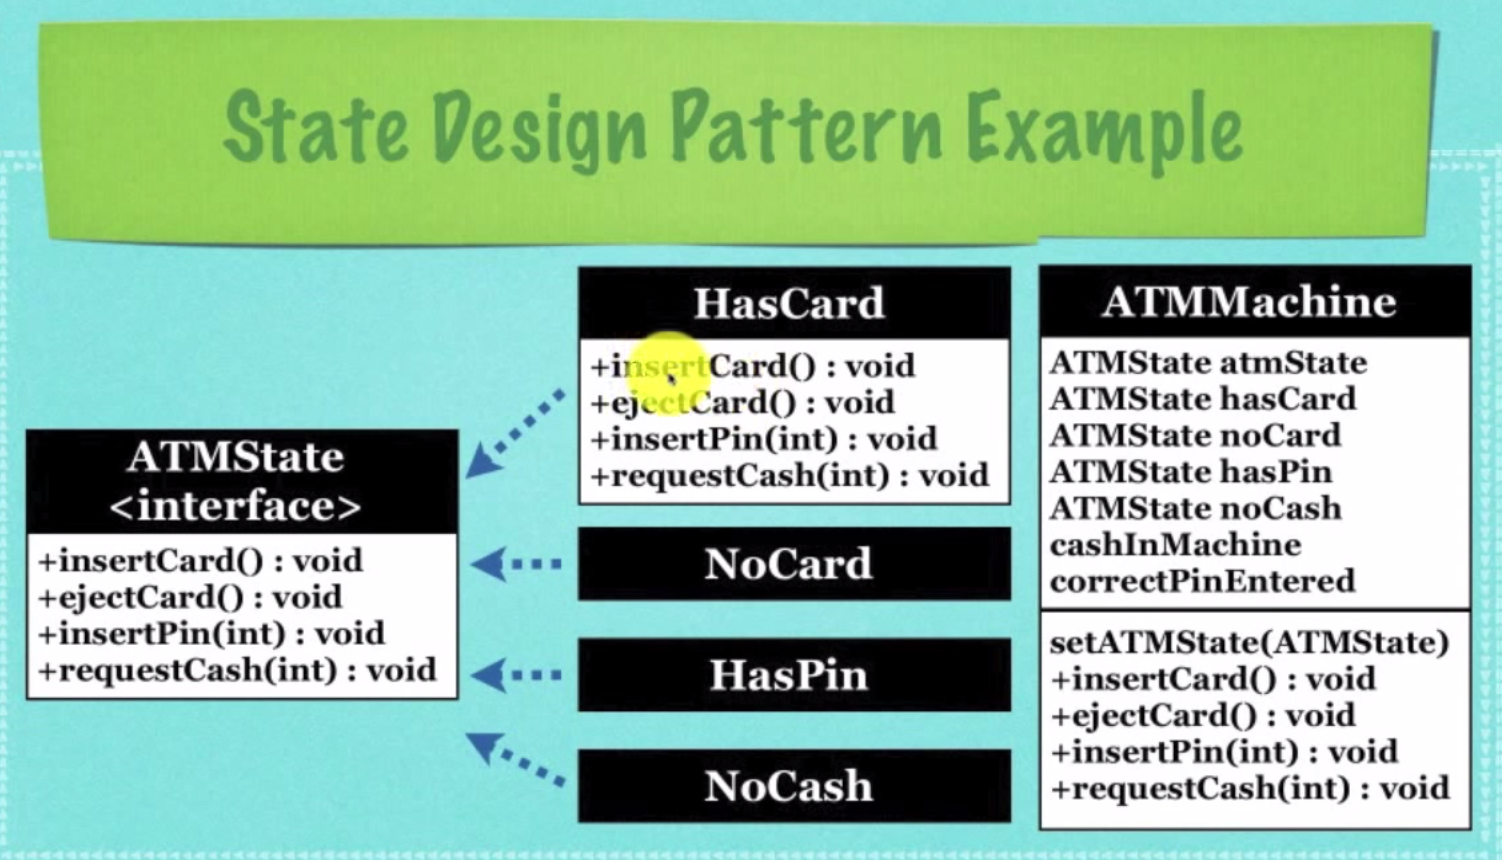 State Design Pattern Example
HasCard
+insertCard() : void
+ejectCard() : void
+insertPin(int) : void
+requestCash(int) : void
ATMMachine
ATMState atmState
ATMState hasCard
ATMState noCard
ATMState hasPin
ATMState noCash
cashInMachine
correctPinEntered
setATMState(ATMState)
+insertCard() : void
+ejectCard() : void
+insertPin(int) : void
+requestCash(int) : void
ATMState
<interface>
+insertCard() : void
+ejectCard() : void
+insertPin(int) : void
+requestCash(int) : void
NoCard
HasPin
NoCash